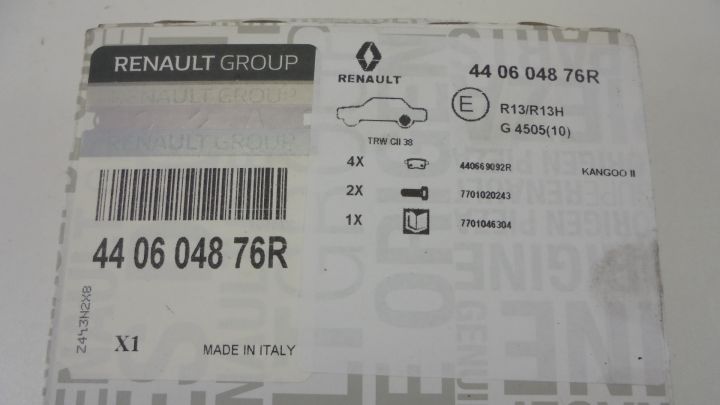 RENAULT GROUP
RENAULT GROUP
RENAULT GROUP
44 06 048 76R
Z443N2X8
X1
MADE IN ITALY
RENAULT
44 06 048 76R
E
R13/R13H
G 4505(10)
TRW CII 38
4X 440669092R KANGOO II
2X 7701020243
1X 7701046304